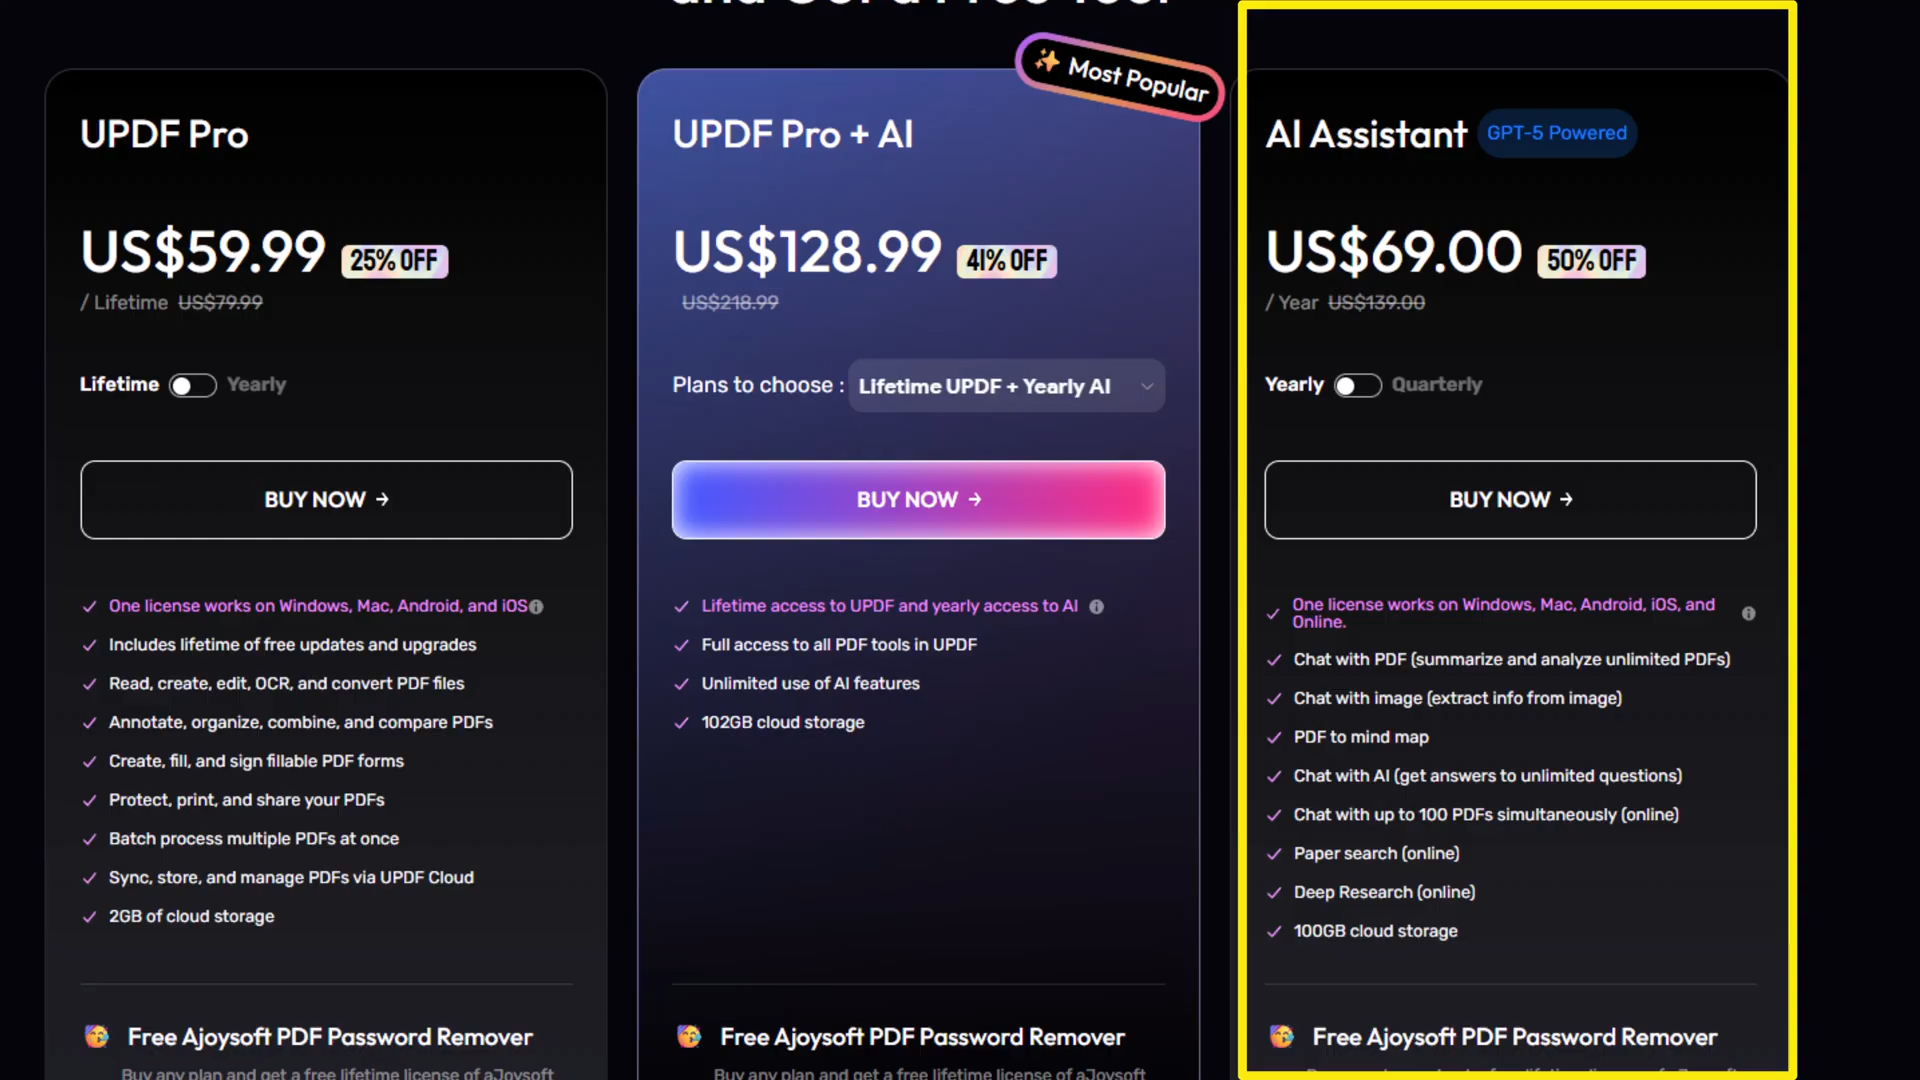 and Get a Free Tool
Most Popular
UPDF Pro
US$59.99 25% OFF
/ Lifetime US$79.99
Lifetime Yearly
BUY NOW →
One license works on Windows, Mac, Android, and iOS
Includes lifetime of free updates and upgrades
Read, create, edit, OCR, and convert PDF files
Annotate, organize, combine, and compare PDFs
Create, fill, and sign fillable PDF forms
Protect, print, and share your PDFs
Batch process multiple PDFs at once
Sync, store, and manage PDFs via UPDF Cloud
2GB of cloud storage
Free Ajoysoft PDF Password Remover
Buy any plan and get a free lifetime license of aJoysoft
UPDF Pro + AI
US$128.99 41% OFF
US$218.99
Plans to choose : Lifetime UPDF + Yearly AI
BUY NOW →
Lifetime access to UPDF and yearly access to AI
Full access to all PDF tools in UPDF
Unlimited use of AI features
102GB cloud storage
Free Ajoysoft PDF Password Remover
Buy any plan and get a free lifetime license of aJoysoft
AI Assistant GPT-5 Powered
US$69.00 50% OFF
/ Year US$139.00
Yearly Quarterly
BUY NOW →
One license works on Windows, Mac, Android, iOS, and
Online.
Chat with PDF (summarize and analyze unlimited PDFs)
Chat with image (extract info from image)
PDF to mind map
Chat with AI (get answers to unlimited questions)
Chat with up to 100 PDFs simultaneously (online)
Paper search (online)
Deep Research (online)
100GB cloud storage
Free Ajoysoft PDF Password Remover